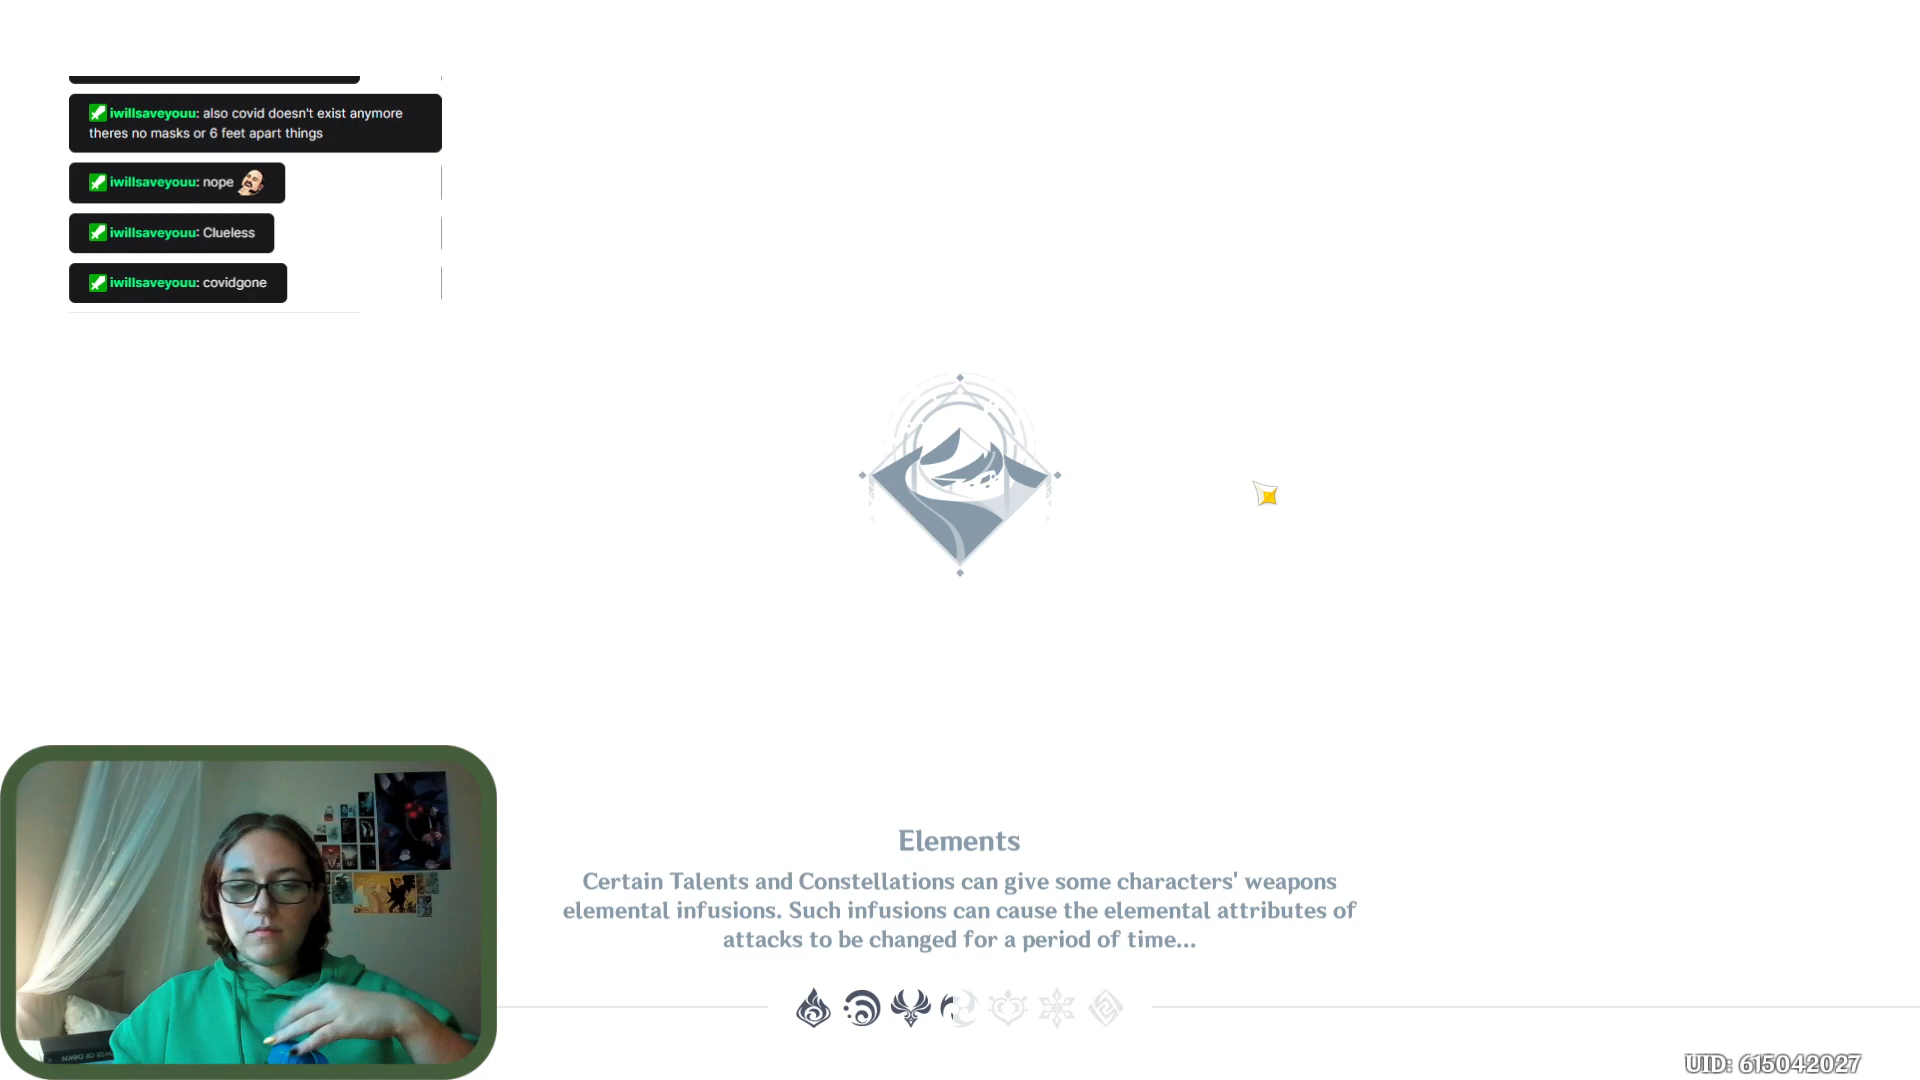 iwillsaveyouu: also covid doesn't exist anymore
theres no masks or 6 feet apart things
iwillsaveyouu: nope
iwillsaveyouu: Clueless
iwillsaveyouu: covidgone
Elements
Certain Talents and Constellations can give some characters' weapons
elemental infusions. Such infusions can cause the elemental attributes of
attacks to be changed for a period of time...
UID: 615042027